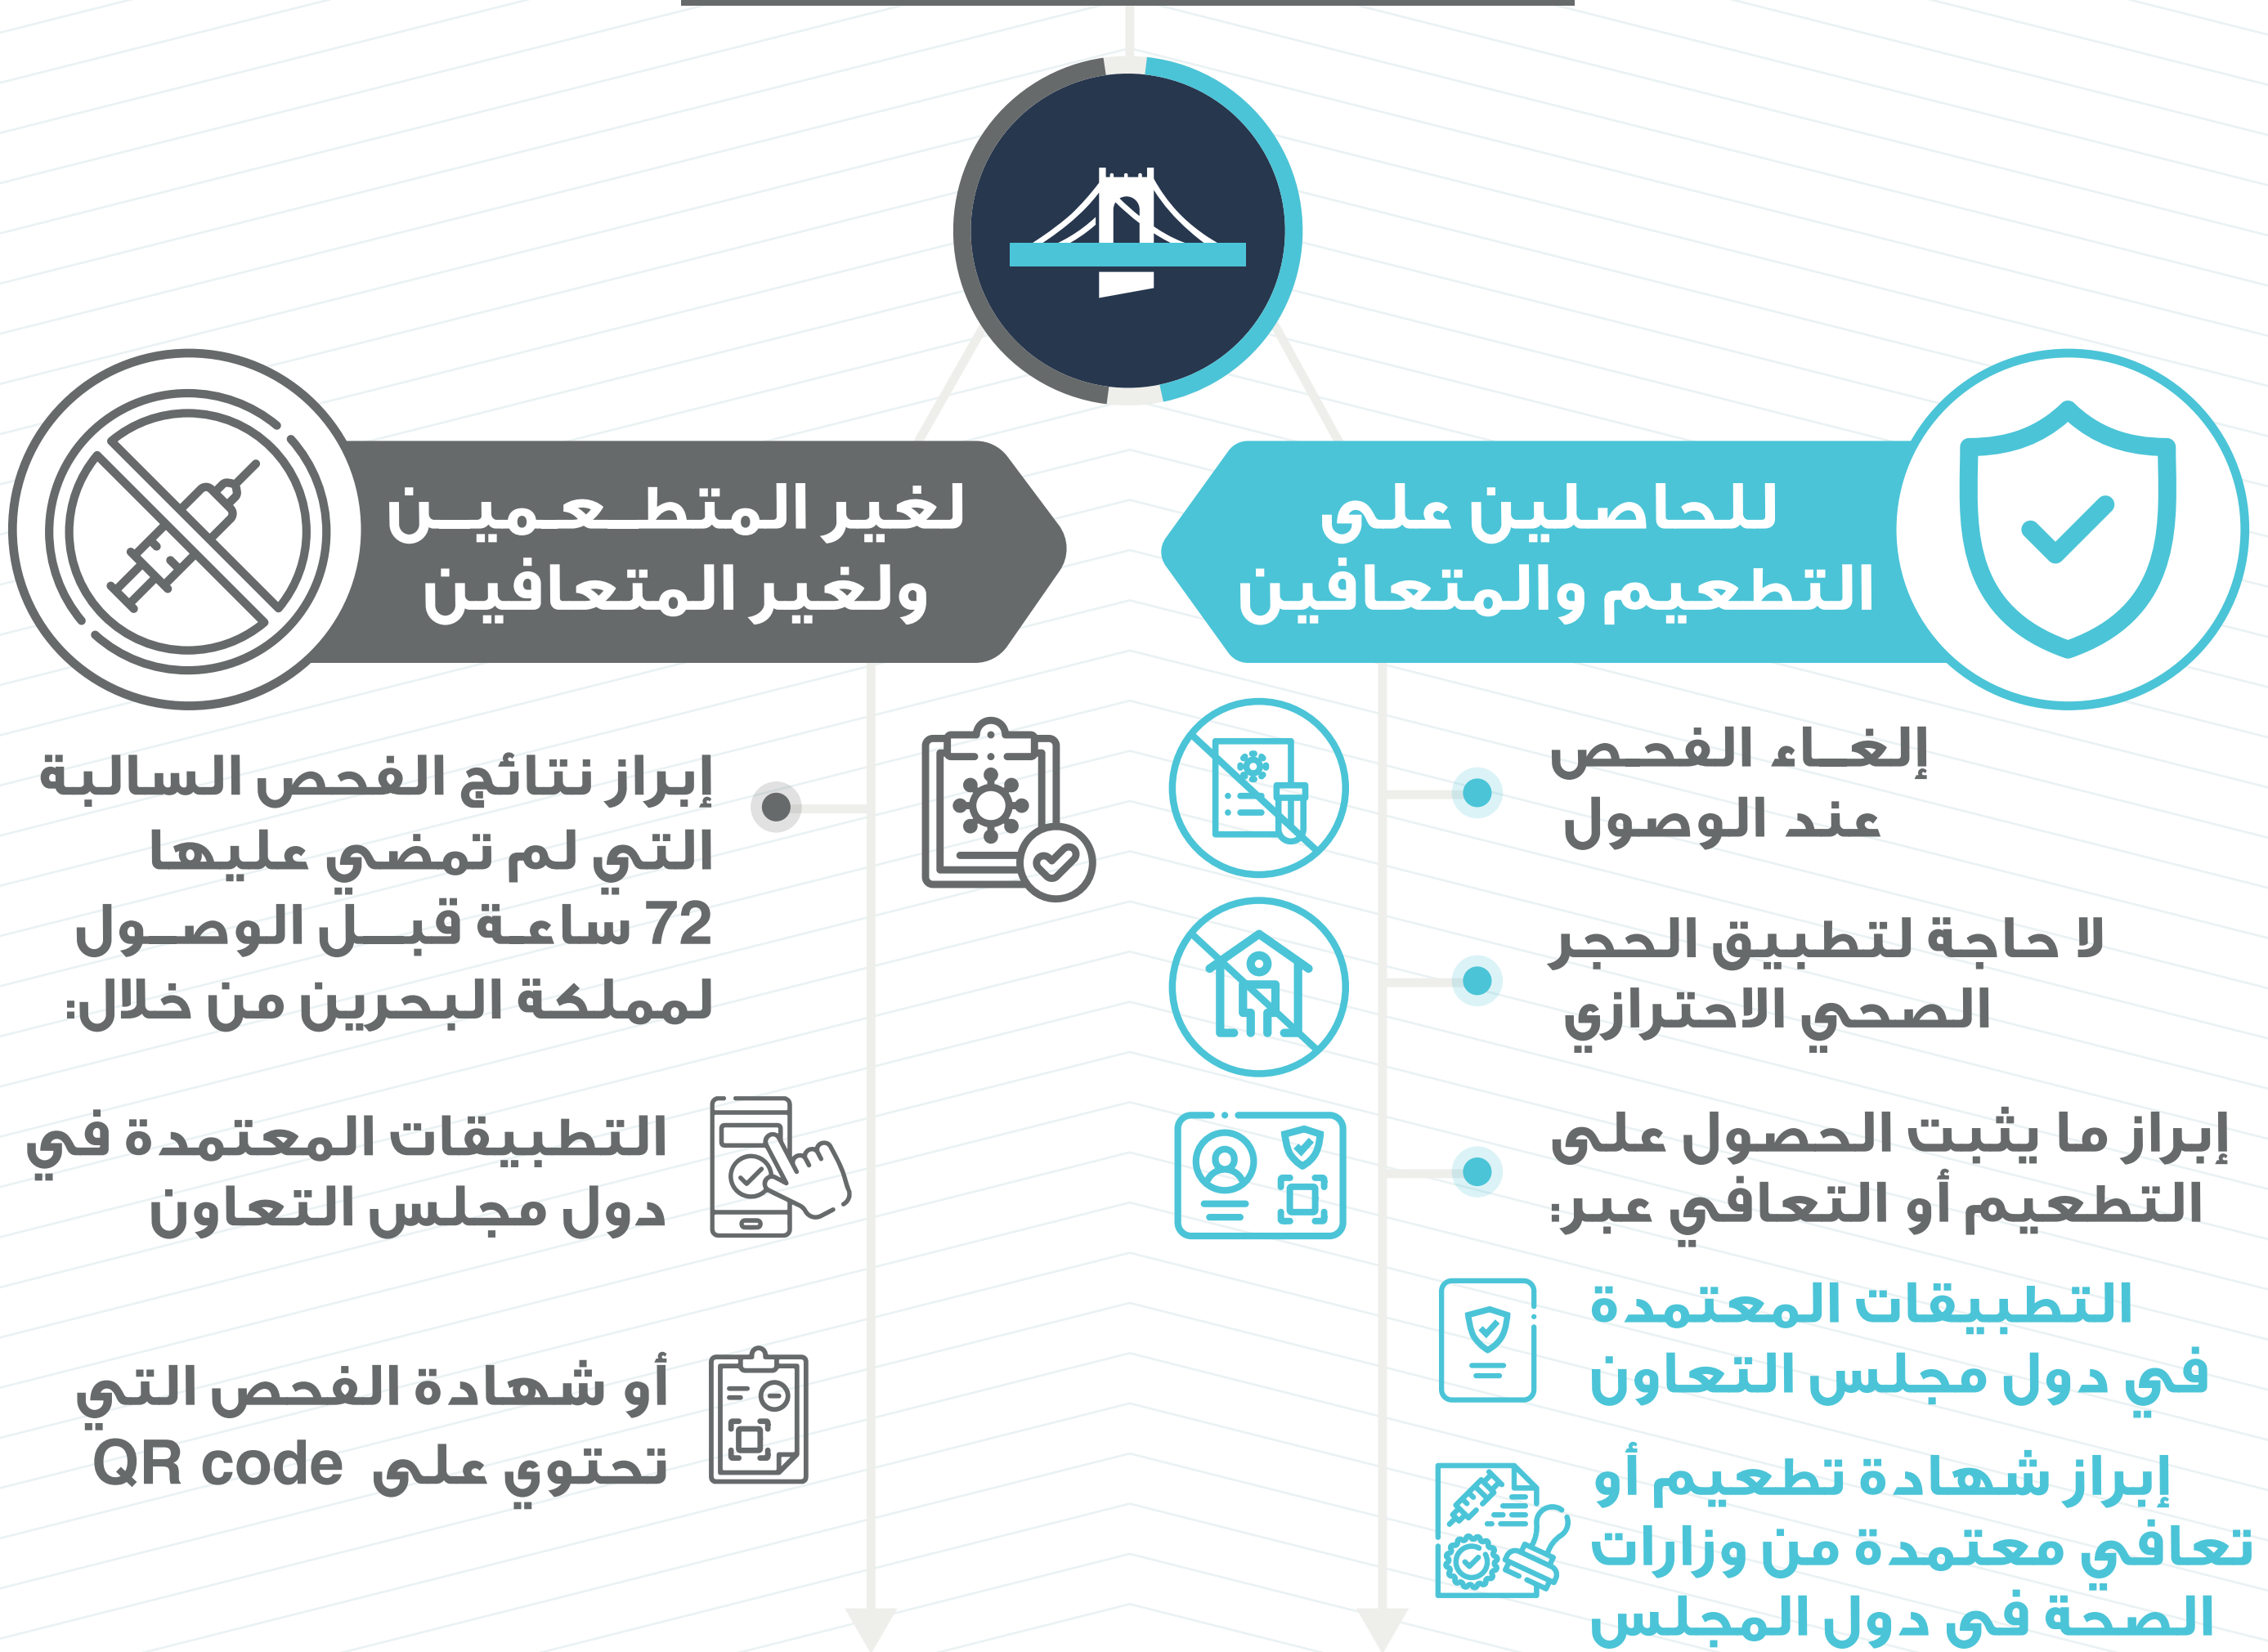 للحاصلين على
التطعيم والمتعافين
إلغاء الفحص
عند الوصول
لا حاجة لتطبيق الحجر
الصحي الاحترازي
إبراز ما يثبت الحصول على
التطعيم أو التعافي عبر:
التطبيقات المعتمدة
في دول مجلس التعاون
إبراز شهادة تطعيم أو
تعافي معتمدة من وزارات
الصحة في دول المجلس
لغير المتطعمين
ولغير المتعافين
إبراز نتائج الفحص السالبة
التي لم تمضي عليها
72 ساعة قبل الوصول
لمملكة البحرين من خلال:
التطبيقات المعتمدة في
دول مجلس التعاون
أو شهادة الفحص التي
تحتوي على QR code